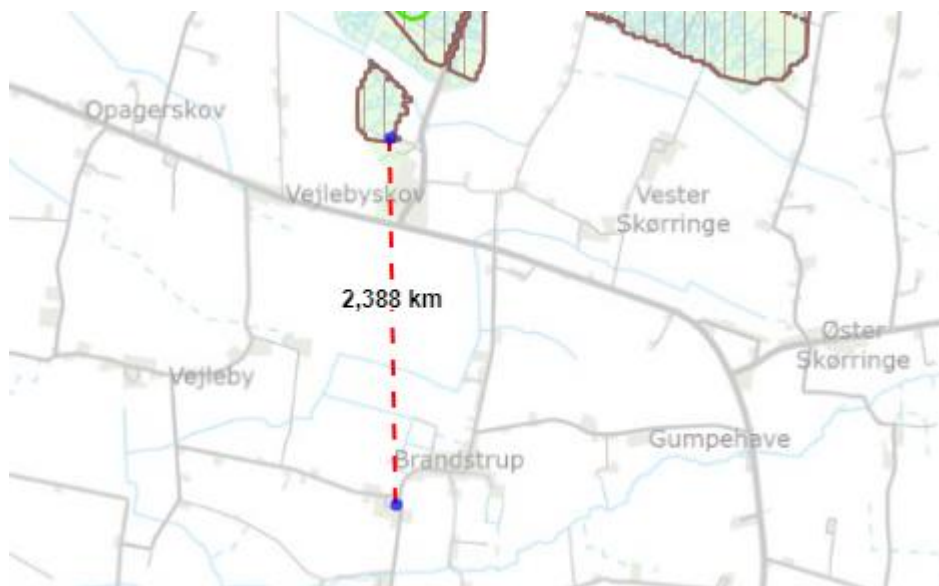 Opagerskov
Vejlebyskov
Vester
Skørringe
2,388 km
Øster
Skørringe
Vejleby
Gumpehave
Brandstrup